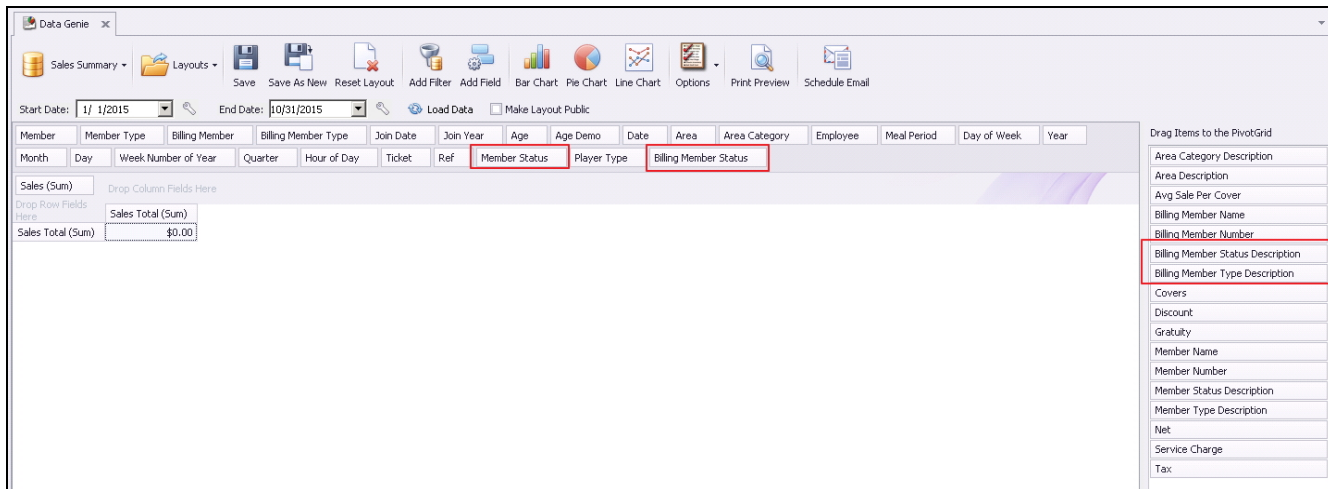 Data Genie
Sales Summary Layouts Save Save As New Reset Layout Add Filter Add Field Bar Chart Pie Chart Line Chart Options Print Preview Schedule Email
Start Date: 1/ 1/2015 End Date: 10/31/2015 Load Data Make Layout Public
Member Member Type Billing Member Billing Member Type Join Date Join Year Age Age Demo Date Area Area Category Employee Meal Period Day of Week Year
Month Day Week Number of Year Quarter Hour of Day Ticket Ref Member Status Player Type Billing Member Status
Sales (Sum) Drop Column Fields Here
Drop Row Fields
Here
Sales Total (Sum)
Sales Total (Sum) $0.00
Drag Items to the PivotGrid
Area Category Description
Area Description
Avg Sale Per Cover
Billing Member Name
Billing Member Number
Billing Member Status Description
Billing Member Type Description
Covers
Discount
Gratuity
Member Name
Member Number
Member Status Description
Member Type Description
Net
Service Charge
Tax